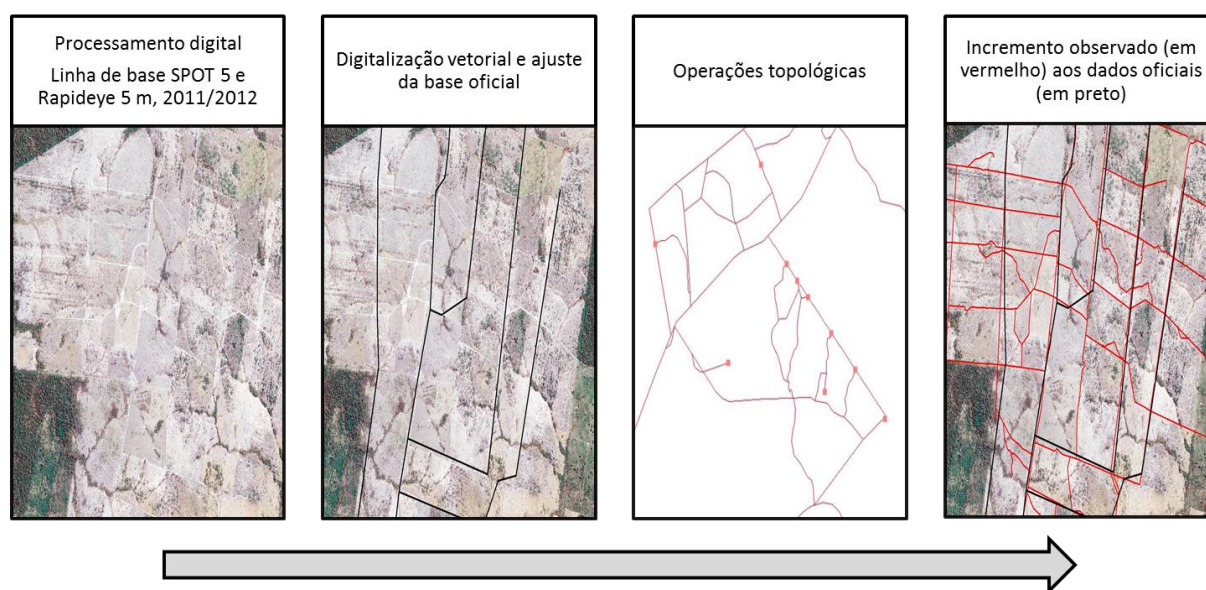 Processamento digital
Linha de base SPOT 5 e
Rapideye 5 m, 2011/2012
Digitalização vetorial e ajuste
da base oficial
Operações topológicas
Incremento observado (em
vermelho) aos dados oficiais
(em preto)